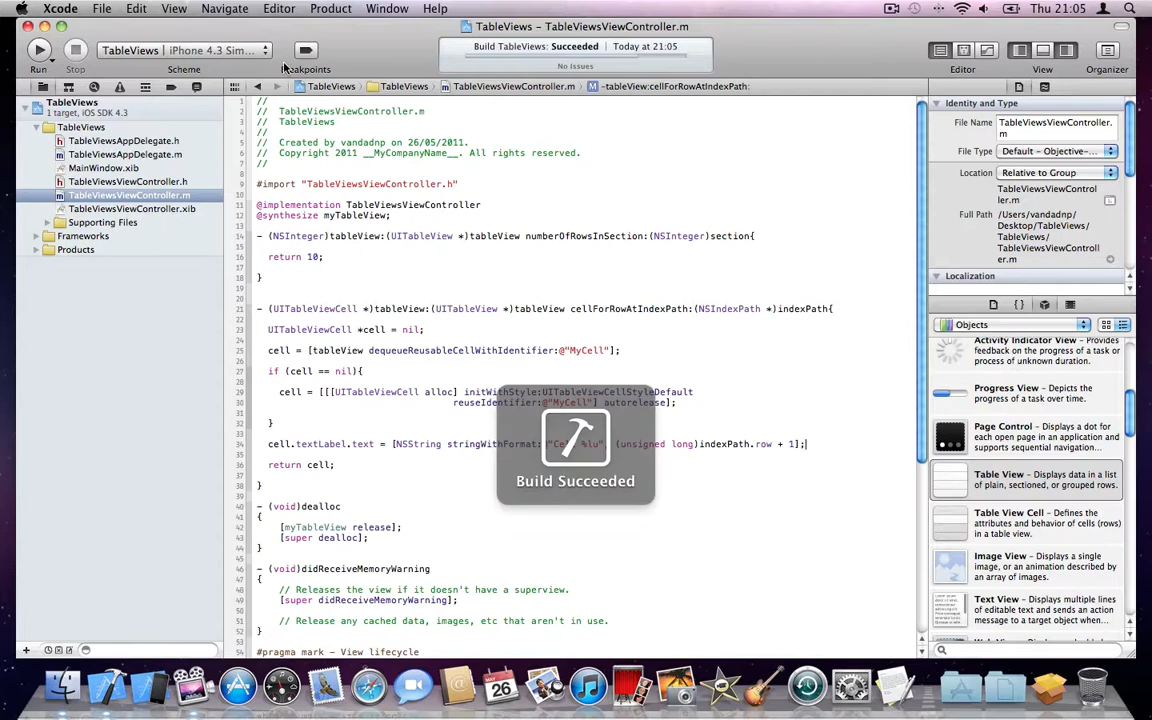 Xcode File Edit View Navigate Editor Product Window Help Thu 21:05
TableViews – TableViewsViewController.m
TableViews | iPhone 4.3 Sim...
Build TableViews: Succeeded | Today at 21:05
No Issues
Run Stop Scheme Breakpoints Editor View Organizer
TableViews TableViews TableViewsViewController.m -tableView:cellForRowAtIndexPath:
TableViews
1 target, iOS SDK 4.3
TableViews
TableViewsAppDelegate.h
TableViewsAppDelegate.m
MainWindow.xib
TableViewsViewController.h
TableViewsViewController.m
TableViewsViewController.xib
Supporting Files
Frameworks
Products
//
// TableViewsViewController.m
// TableViews
//
// Created by vandadnp on 26/05/2011.
// Copyright 2011 __MyCompanyName__. All rights reserved.
//
#import "TableViewsViewController.h"
@implementation TableViewsViewController
@synthesize myTableView;
- (NSInteger)tableView:(UITableView *)tableView numberOfRowsInSection:(NSInteger)section{
return 10;
}
- (UITableViewCell *)tableView:(UITableView *)tableView cellForRowAtIndexPath:(NSIndexPath *)indexPath{
UITableViewCell *cell = nil;
cell = [tableView dequeueReusableCellWithIdentifier:@"MyCell"];
if (cell == nil){
cell = [[[UITableViewCell alloc] initWithStyle:UITableViewCellStyleDefault
reuseIdentifier:@"MyCell"] autorelease];
}
cell.textLabel.text = [NSString stringWithFormat:@"Cell %lu", (unsigned long)indexPath.row + 1];
return cell;
}
- (void)dealloc
{
[myTableView release];
[super dealloc];
}
- (void)didReceiveMemoryWarning
{
// Releases the view if it doesn't have a superview.
[super didReceiveMemoryWarning];
// Release any cached data, images, etc that aren't in use.
}
#pragma mark - View lifecycle
Build Succeeded
Identity and Type
File Name TableViewsViewController.
m
File Type Default - Objective-...
Location Relative to Group
TableViewsViewControl
ler.m
Full Path /Users/vandadnp/
Desktop/TableViews/
TableViews/
TableViewsViewControll
er.m
Localization
Objects
Activity Indicator View - Provides
feedback on the progress of a task or
process of unknown duration.
Progress View - Depicts the
progress of a task over time.
Page Control - Displays a dot for
each open page in an application and
supports sequential navigation...
Table View - Displays data in a list
of plain, sectioned, or grouped rows.
Table View Cell - Defines the
attributes and behavior of cells (rows)
in a table view.
Image View - Displays a single
image, or an animation described by
an array of images.
Text View - Displays multiple lines
of editable text and sends an action
message to a target object when...
MAY
26